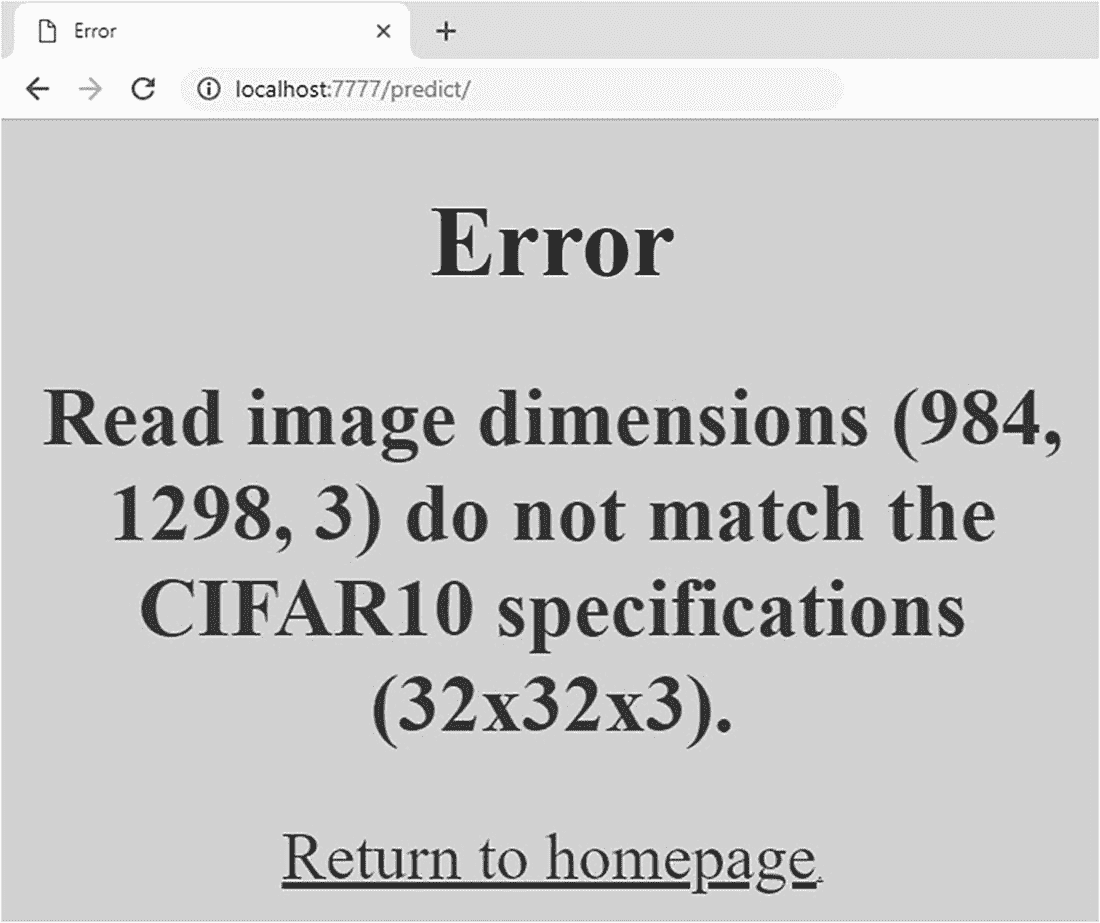 Error
localhost:7777/predict/
Error
Read image dimensions (984,
1298, 3) do not match the
CIFAR10 specifications
(32x32x3).
Return to homepage.